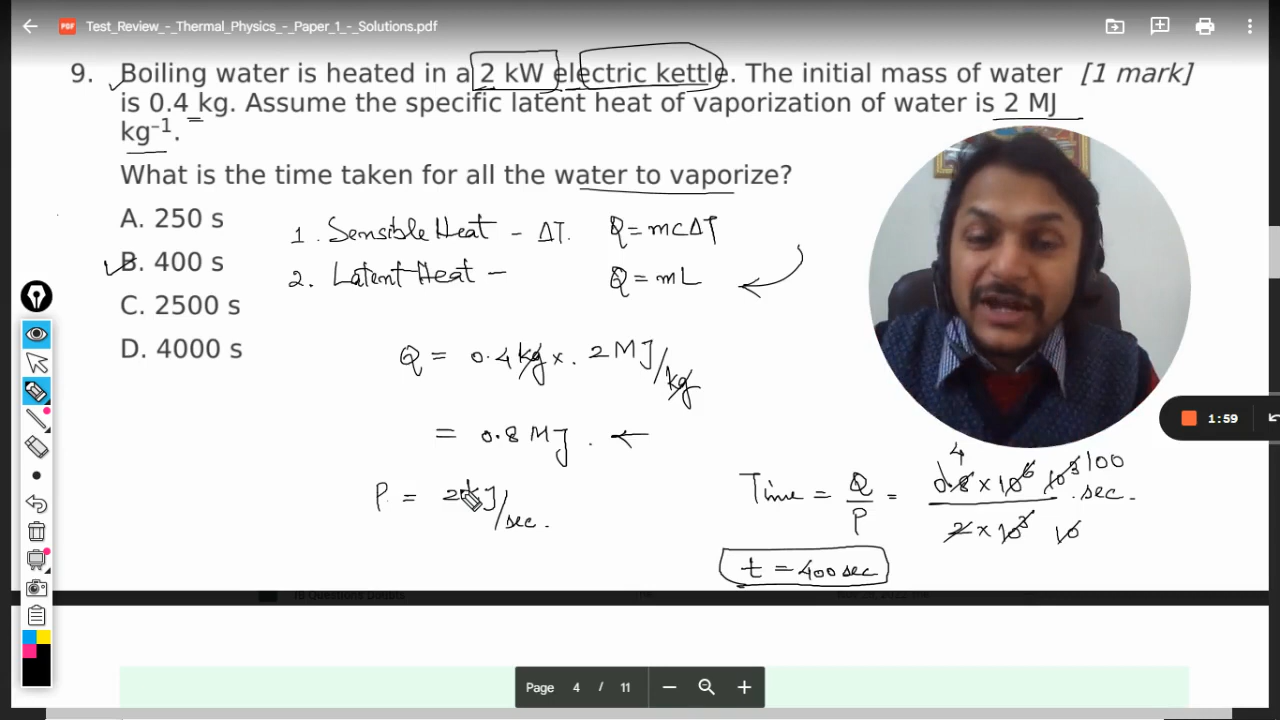 Test_Review_-_Thermal_Physics_-_Paper_1_-_Solutions.pdf
9. Boiling water is heated in a 2 kW electric kettle. The initial mass of water [1 mark]
is 0.4 kg. Assume the specific latent heat of vaporization of water is 2 MJ
kg⁻¹.
What is the time taken for all the water to vaporize?
A. 250 s
B. 400 s
C. 2500 s
D. 4000 s
1. Sensible Heat - ΔT. Q = mcΔT
2. Latent Heat - Q = mL
Q = 0.4 kg × . 2 MJ/kg
= 0.8 MJ . ←
P. = 2 kJ/sec.
Time = Q/P = 0.8 × 10⁶ / 2 × 10³ sec.
4 10³ 100
10
t = 400 sec
1:59
Page 4 / 11